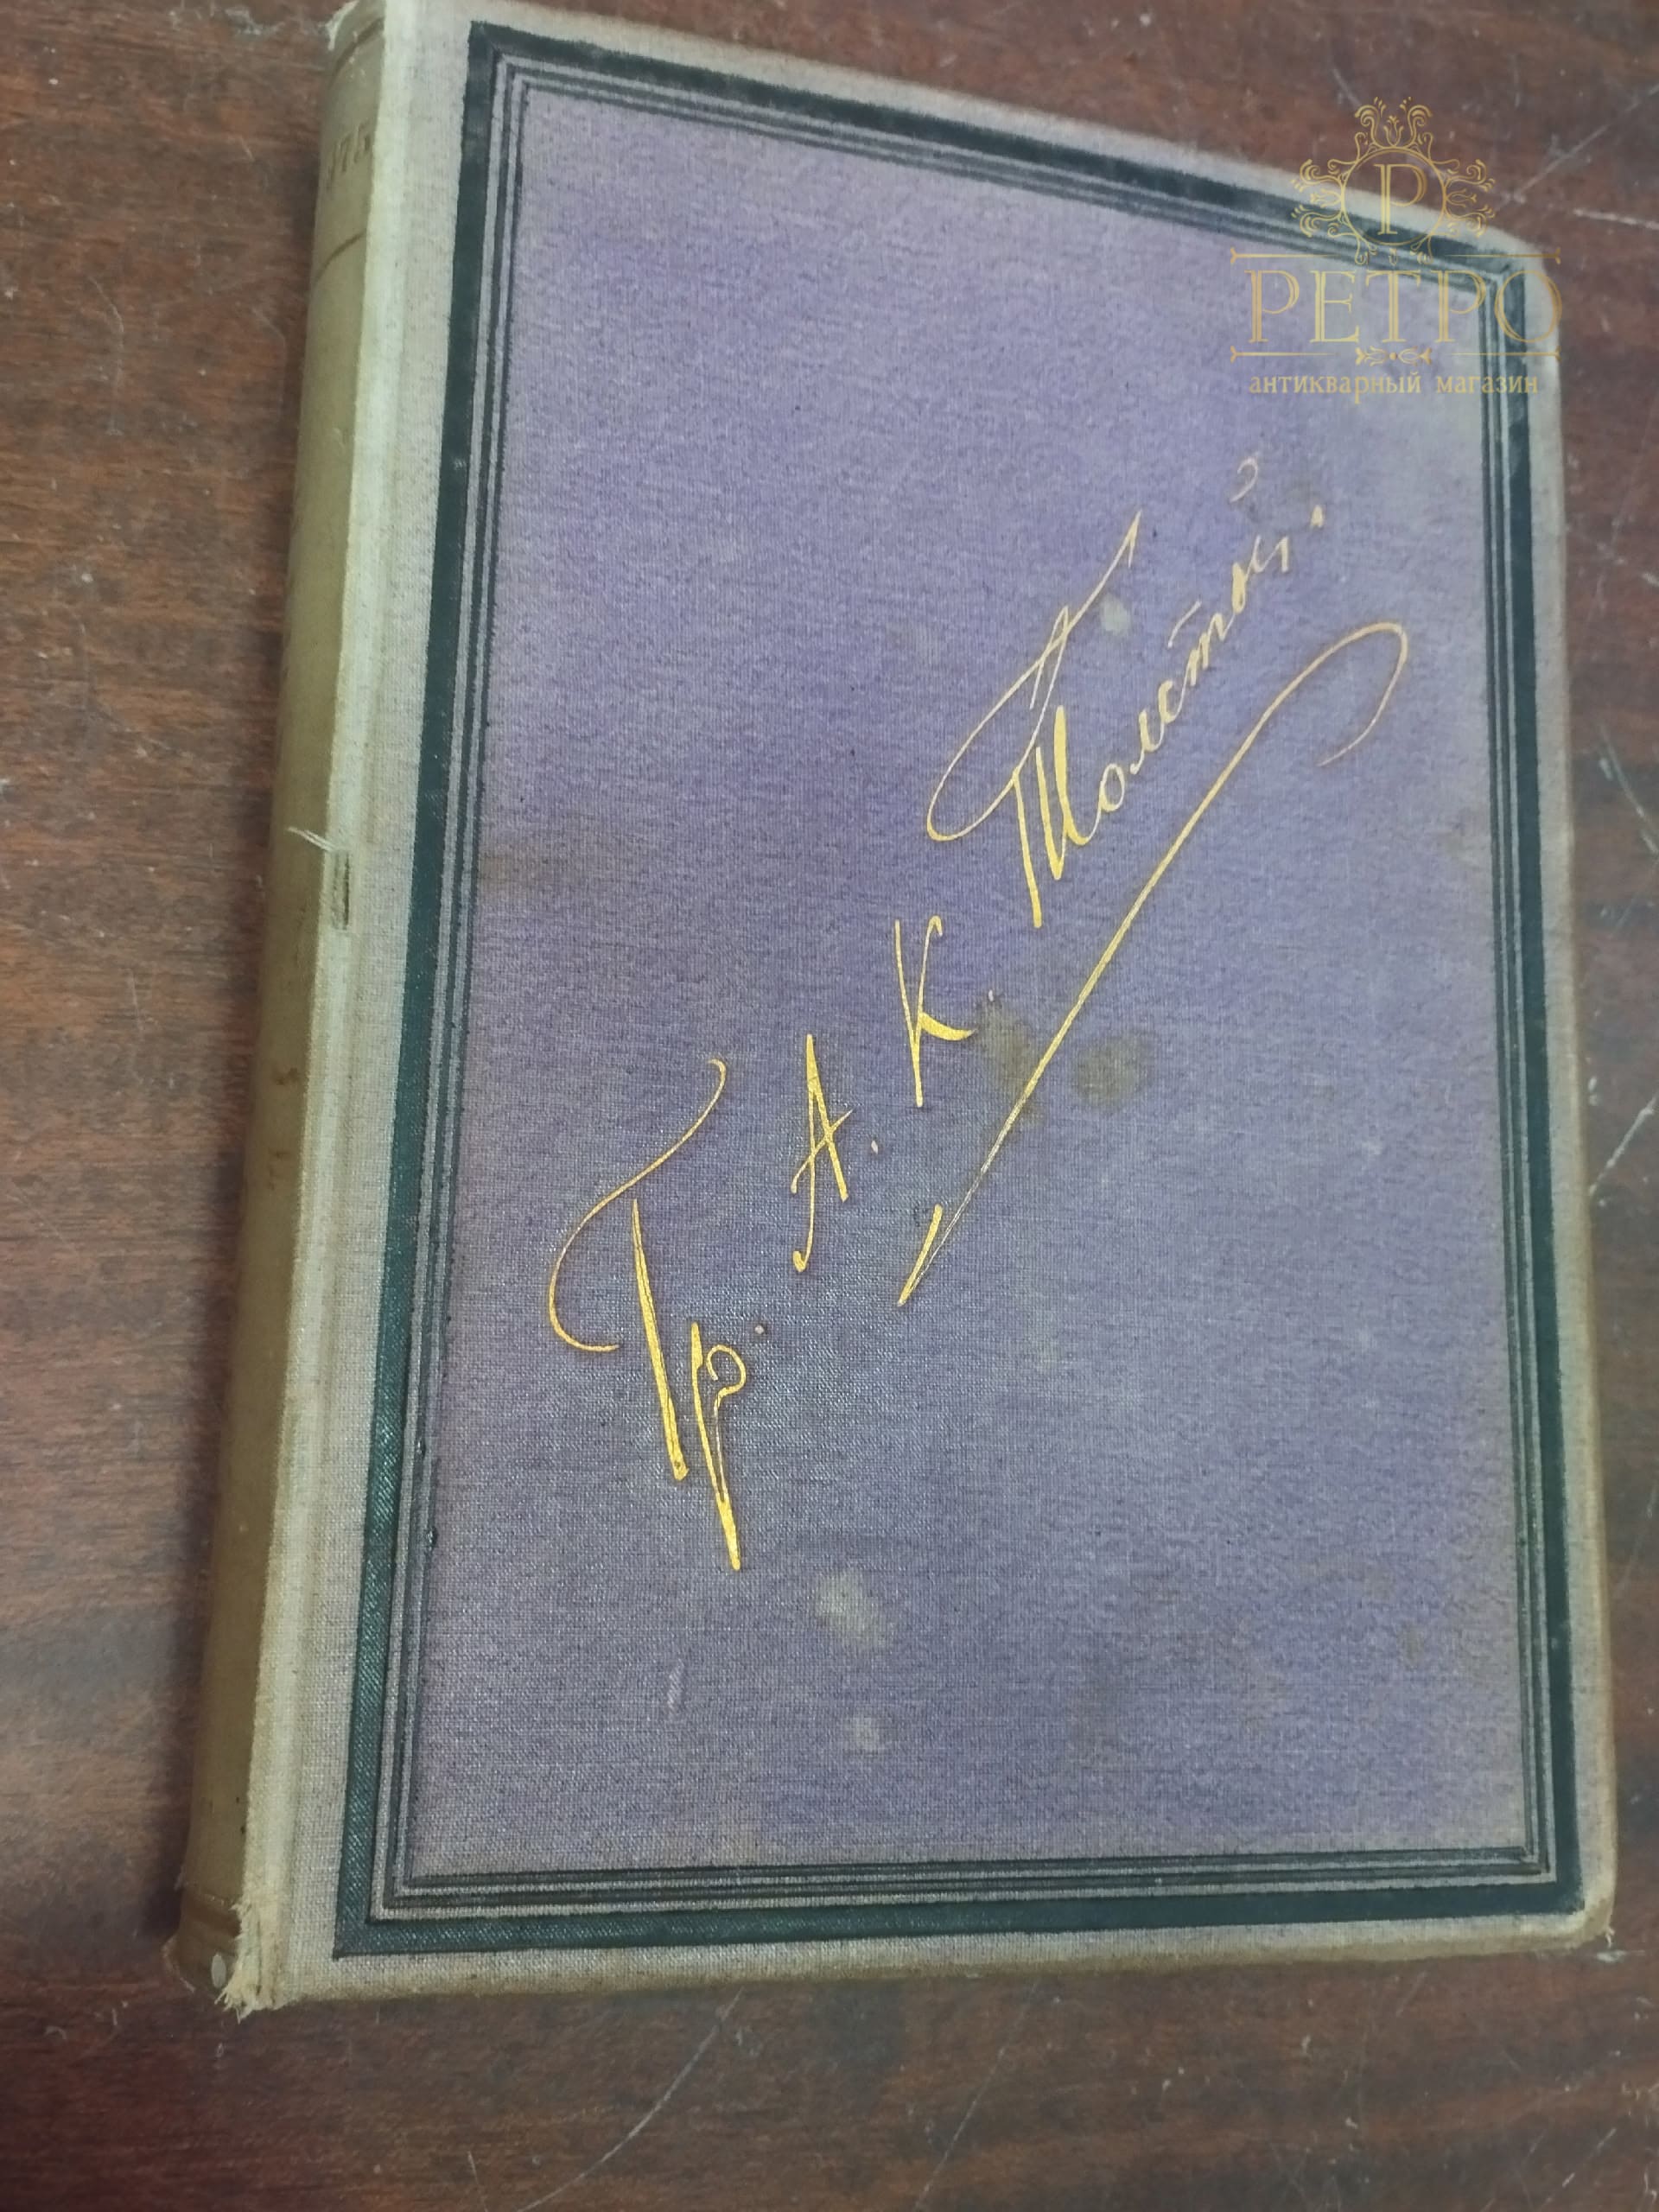 Р
РЕТРО
антикварный магазин
Гр. А. К. Толстой.